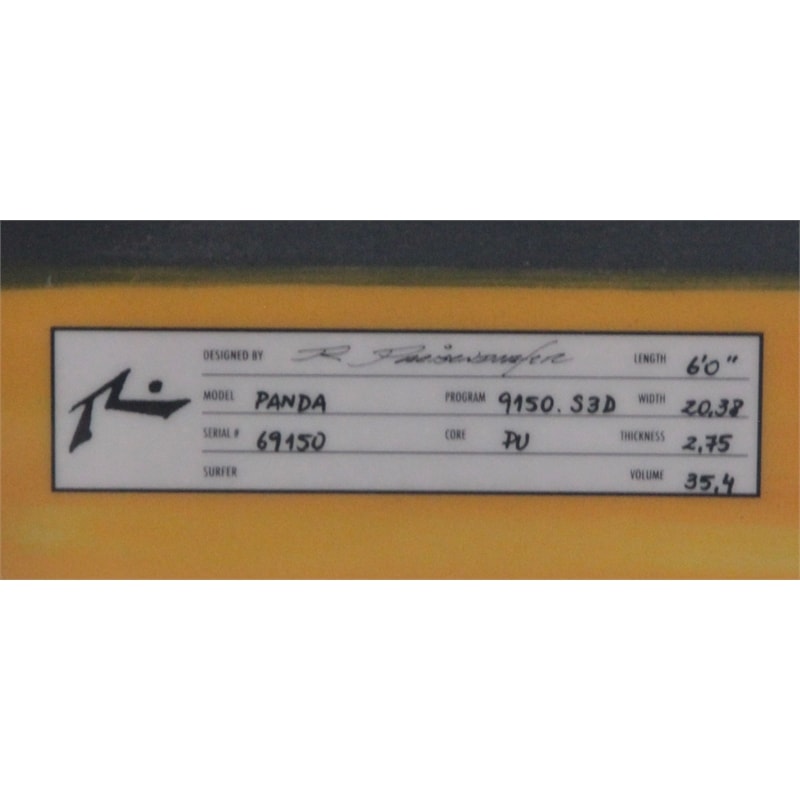 DESIGNED BY R. Preisendorfer LENGTH 6'0"
MODEL PANDA PROGRAM 9150.S3D WIDTH 20,38
SERIAL # 69150 CORE PU THICKNESS 2,75
SURFER VOLUME 35,4